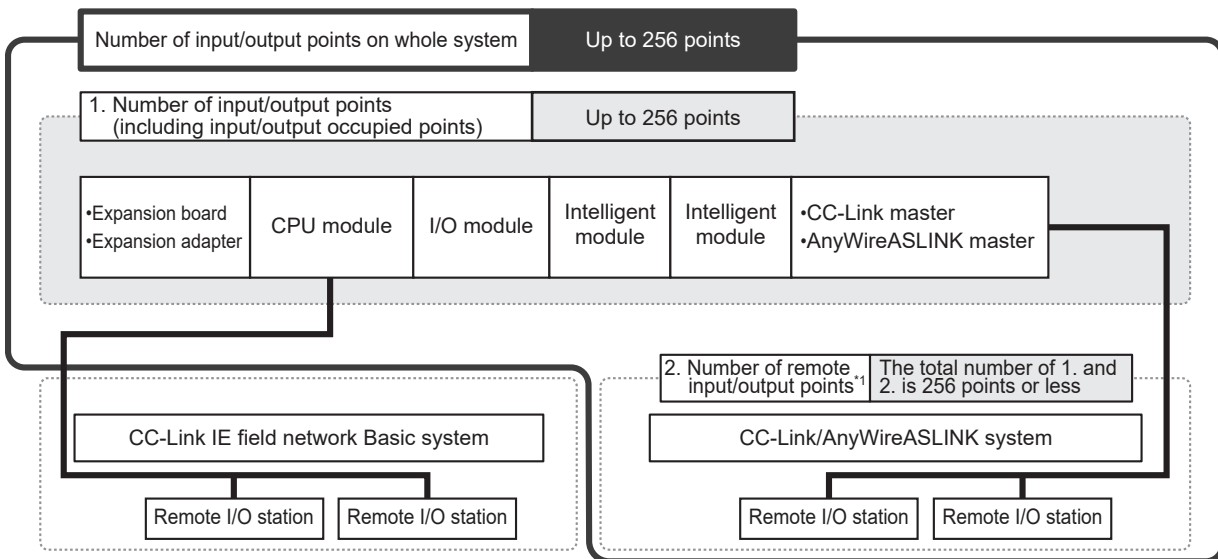 Number of input/output points on whole system
Up to 256 points
1. Number of input/output points
(including input/output occupied points)
Up to 256 points
•Expansion board
•Expansion adapter
CPU module
I/O module
Intelligent
module
Intelligent
module
•CC-Link master
•AnyWireASLINK master
2. Number of remote
input/output points*1
The total number of 1. and
2. is 256 points or less
CC-Link IE field network Basic system
CC-Link/AnyWireASLINK system
Remote I/O station
Remote I/O station
Remote I/O station
Remote I/O station